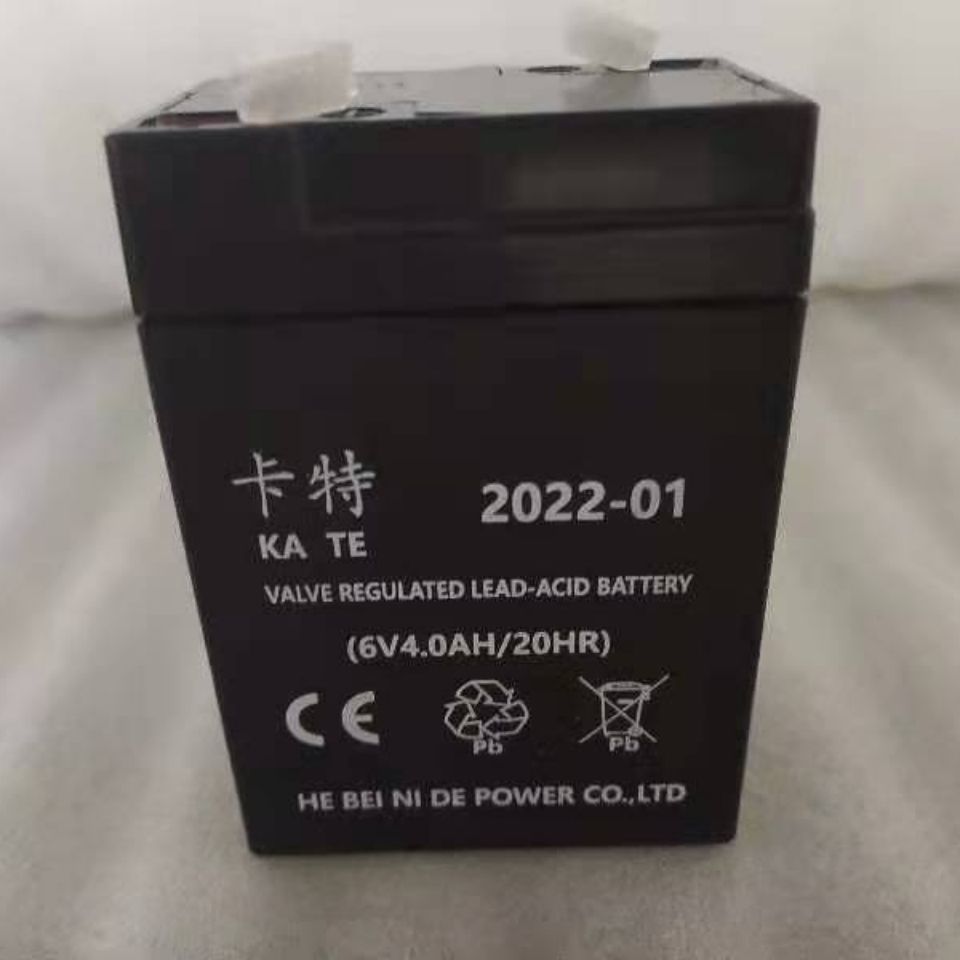 卡特
KA TE
2022-01
VALVE REGULATED LEAD-ACID BATTERY
(6V4.0AH/20HR)
CE
Pb
Pb
HE BEI NI DE POWER CO.,LTD